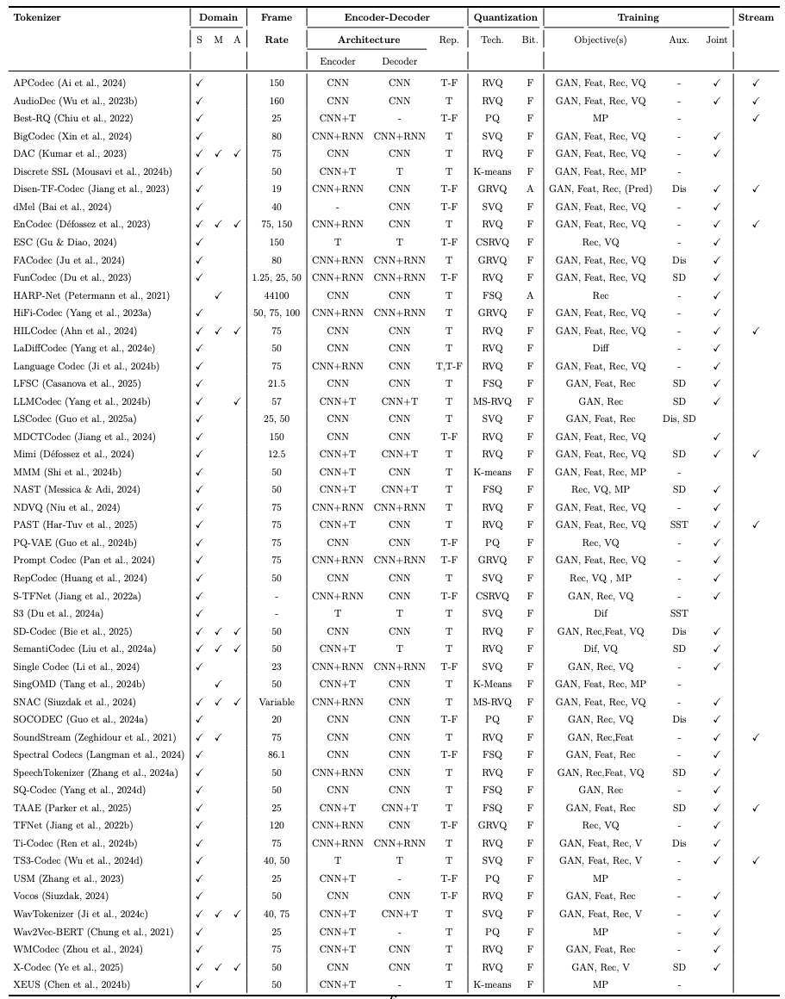 Tokenizer Domain Frame Encoder-Decoder Quantization Training Stream
S M A Rate Architecture Rep. Tech. Bit. Objective(s) Aux. Joint
Encoder Decoder
APCodec (Ai et al., 2024) ✓ 150 CNN CNN T-F RVQ F GAN, Feat, Rec, VQ - ✓ ✓
AudioDec (Wu et al., 2023b) ✓ 160 CNN CNN T RVQ F GAN, Feat, Rec, VQ - ✓ ✓
Best-RQ (Chiu et al., 2022) ✓ 25 CNN+T - T-F PQ F MP - ✓
BigCodec (Xin et al., 2024) ✓ 80 CNN+RNN CNN+RNN T SVQ F GAN, Feat, Rec, VQ - ✓
DAC (Kumar et al., 2023) ✓ ✓ ✓ 75 CNN CNN T RVQ F GAN, Feat, Rec, VQ - ✓
Discrete SSL (Mousavi et al., 2024b) ✓ 50 CNN+T T T K-means F GAN, Feat, Rec, MP -
Disen-TF-Codec (Jiang et al., 2023) ✓ 19 CNN+RNN CNN T-F GRVQ A GAN, Feat, Rec, (Pred) Dis ✓ ✓
dMel (Bai et al., 2024) ✓ 40 - CNN T-F SVQ F GAN, Feat, Rec, VQ - ✓
EnCodec (Défossez et al., 2023) ✓ ✓ ✓ 75, 150 CNN+RNN CNN T RVQ F GAN, Feat, Rec, VQ - ✓ ✓
ESC (Gu & Diao, 2024) ✓ 150 T T T-F CSRVQ F Rec, VQ - ✓
FACodec (Ju et al., 2024) ✓ 80 CNN+RNN CNN+RNN T GRVQ F GAN, Feat, Rec, VQ Dis ✓
FunCodec (Du et al., 2023) ✓ 1.25, 25, 50 CNN+RNN CNN+RNN T-F RVQ F GAN, Feat, Rec, VQ SD ✓
HARP-Net (Petermann et al., 2021) ✓ 44100 CNN CNN T FSQ A Rec - ✓
HiFi-Codec (Yang et al., 2023a) ✓ 50, 75, 100 CNN+RNN CNN+RNN T GRVQ F GAN, Feat, Rec, VQ - ✓
HILCodec (Ahn et al., 2024) ✓ ✓ ✓ 75 CNN CNN T RVQ F GAN, Feat, Rec, VQ - ✓ ✓
LaDiffCodec (Yang et al., 2024e) ✓ 50 CNN CNN T RVQ F Diff - ✓
Language Codec (Ji et al., 2024b) ✓ 75 CNN+RNN CNN T,T-F RVQ F GAN, Feat, Rec, VQ - ✓
LFSC (Casanova et al., 2025) ✓ 21.5 CNN CNN T FSQ F GAN, Feat, Rec SD ✓
LLMCodec (Yang et al., 2024b) ✓ ✓ 57 CNN+T CNN+T T MS-RVQ F GAN, Rec SD ✓
LSCodec (Guo et al., 2025a) ✓ 25, 50 CNN CNN T SVQ F GAN, Feat, Rec Dis, SD
MDCTCodec (Jiang et al., 2024) ✓ 150 CNN CNN T-F RVQ F GAN, Feat, Rec, VQ ✓
Mimi (Défossez et al., 2024) ✓ 12.5 CNN+T CNN+T T RVQ F GAN, Feat, Rec, VQ SD ✓ ✓
MMM (Shi et al., 2024b) ✓ 50 CNN+T CNN T K-means F GAN, Feat, Rec, MP -
NAST (Messica & Adi, 2024) ✓ 50 CNN+T CNN+T T FSQ F Rec, VQ, MP SD ✓
NDVQ (Niu et al., 2024) ✓ 75 CNN+RNN CNN+RNN T RVQ F GAN, Feat, Rec, VQ - ✓
PAST (Har-Tuv et al., 2025) ✓ 75 CNN+T CNN T RVQ F GAN, Feat, Rec, VQ SST ✓ ✓
PQ-VAE (Guo et al., 2024b) ✓ 75 CNN CNN T-F PQ F Rec, VQ - ✓
Prompt Codec (Pan et al., 2024) ✓ 75 CNN+RNN CNN+RNN T-F GRVQ F GAN, Feat, Rec, VQ - ✓
RepCodec (Huang et al., 2024) ✓ 50 CNN CNN T SVQ F Rec, VQ , MP - ✓
S-TFNet (Jiang et al., 2022a) ✓ - CNN+RNN CNN T-F CSRVQ F GAN, Rec, VQ - ✓
S3 (Du et al., 2024a) ✓ - T T T SVQ F Dif SST
SD-Codec (Bie et al., 2025) ✓ ✓ ✓ 50 CNN CNN T RVQ F GAN, Rec,Feat, VQ Dis ✓
SemantiCodec (Liu et al., 2024a) ✓ ✓ ✓ 50 CNN+T T T RVQ F Dif, VQ SD ✓
Single Codec (Li et al., 2024) ✓ 23 CNN+RNN CNN+RNN T-F SVQ F GAN, Rec, VQ - ✓
SingOMD (Tang et al., 2024b) ✓ 50 CNN+T CNN T K-Means F GAN, Feat, Rec, MP -
SNAC (Siuzdak et al., 2024) ✓ ✓ ✓ Variable CNN+RNN CNN T MS-RVQ F GAN, Feat, Rec, VQ - ✓
SOCODEC (Guo et al., 2024a) ✓ 20 CNN CNN T-F PQ F GAN, Rec, VQ Dis ✓
SoundStream (Zeghidour et al., 2021) ✓ ✓ 75 CNN CNN T RVQ F GAN, Rec,Feat - ✓ ✓
Spectral Codecs (Langman et al., 2024) ✓ 86.1 CNN CNN T-F FSQ F GAN, Feat, Rec - ✓
SpeechTokenizer (Zhang et al., 2024a) ✓ 50 CNN+RNN CNN T RVQ F GAN, Rec,Feat, VQ SD ✓
SQ-Codec (Yang et al., 2024d) ✓ 50 CNN CNN T FSQ F GAN, Rec - ✓
TAAE (Parker et al., 2025) ✓ 25 CNN+T CNN+T T FSQ F GAN, Feat, Rec SD ✓ ✓
TFNet (Jiang et al., 2022b) ✓ 120 CNN+RNN CNN T-F GRVQ F Rec, VQ - ✓
Ti-Codec (Ren et al., 2024b) ✓ 75 CNN+RNN CNN+RNN T RVQ F GAN, Feat, Rec, V Dis ✓
TS3-Codec (Wu et al., 2024d) ✓ 40, 50 T T T SVQ F GAN, Feat, Rec, V - ✓ ✓
USM (Zhang et al., 2023) ✓ 25 CNN+T - T-F PQ F MP -
Vocos (Siuzdak, 2024) ✓ 50 CNN CNN T-F RVQ F GAN, Feat, Rec - ✓
WavTokenizer (Ji et al., 2024c) ✓ ✓ ✓ 40, 75 CNN+T CNN+T T SVQ F GAN, Feat, Rec, V - ✓
Wav2Vec-BERT (Chung et al., 2021) ✓ 25 CNN+T - T PQ F MP - ✓
WMCodec (Zhou et al., 2024) ✓ 75 CNN+T CNN T RVQ F GAN, Feat, Rec - ✓
X-Codec (Ye et al., 2025) ✓ ✓ ✓ 50 CNN CNN T RVQ F GAN, Rec, V SD ✓
XEUS (Chen et al., 2024b) ✓ 50 CNN+T - T K-means F MP -